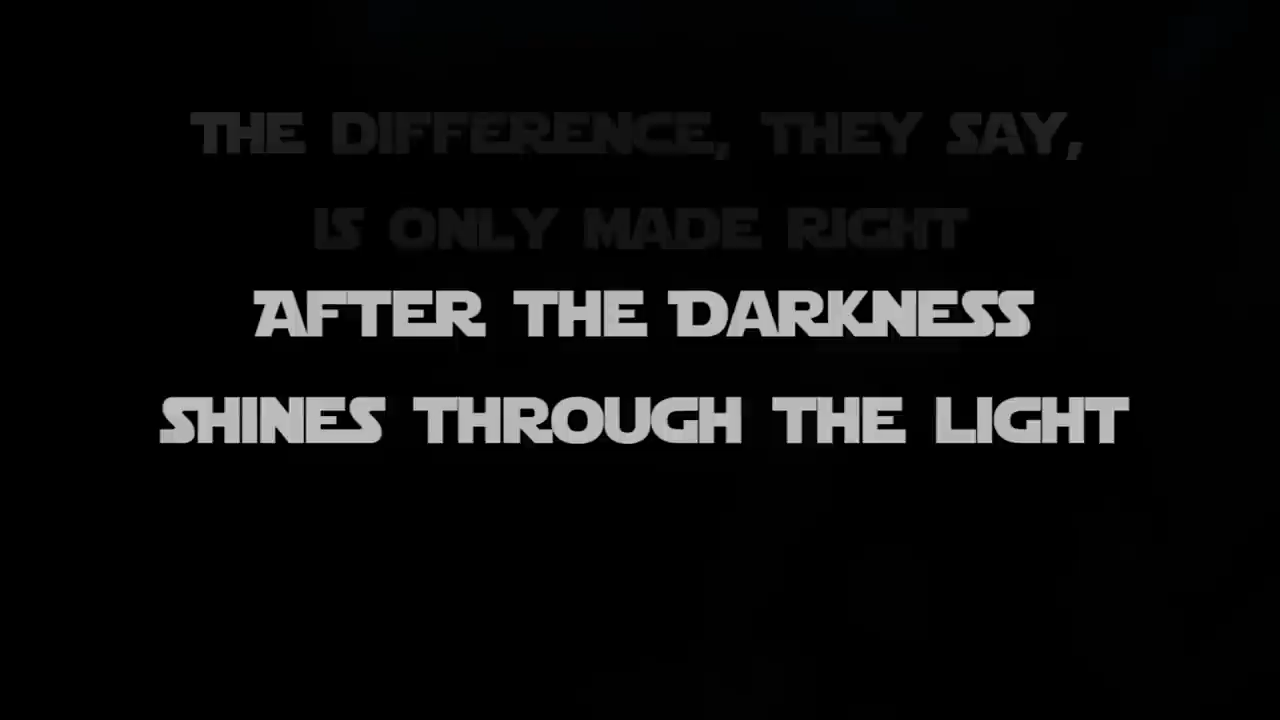 The Difference, they say,
is only made right
After the Darkness
shines through the light